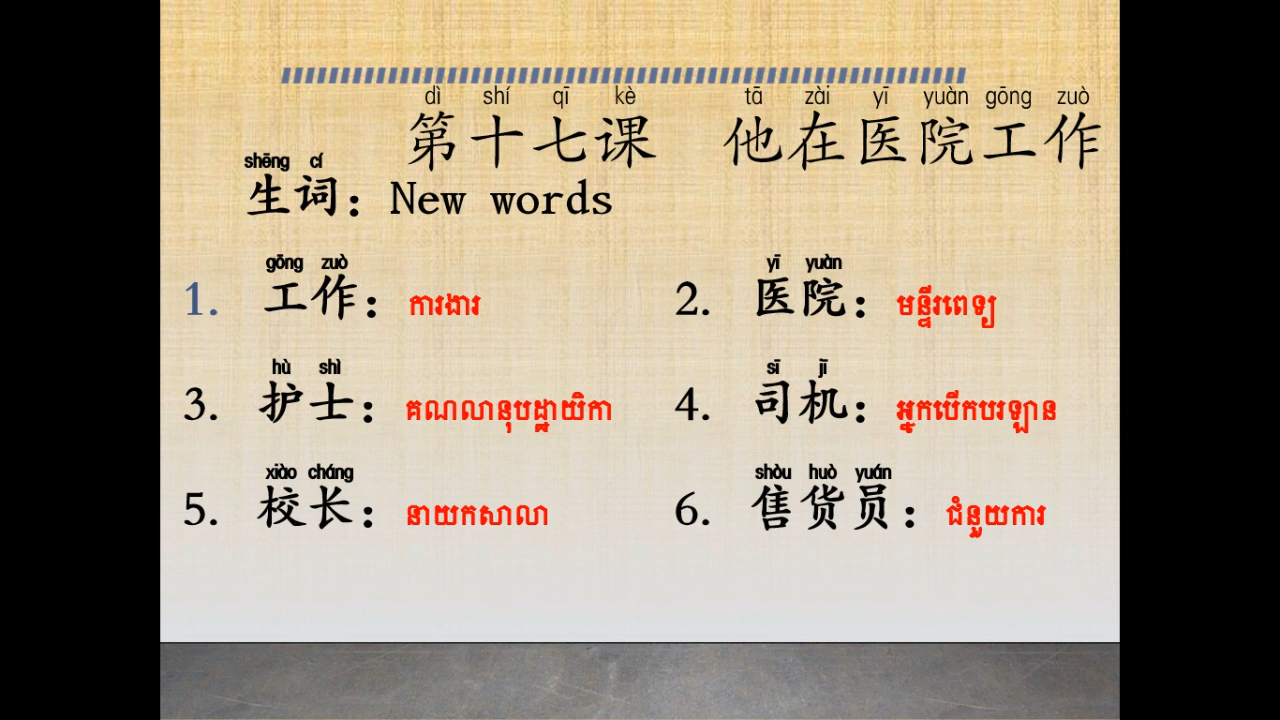 dì shí qī kè tā zài yī yuàn gōng zuò
第十七课 他在医院工作
shēng cí
生词：New words
gōng zuò yī yuàn
1. 工作：ការងារ 2. 医院：មន្ទីរពេទ្យ
hù shì sī jī
3. 护士：គណលានុបដ្ឋាយិកា 4. 司机：អ្នកបើកបរឡាន
xiào cháng shòu huò yuán
5. 校长：នាយកសាលា 6. 售货员：ជំនួយការ